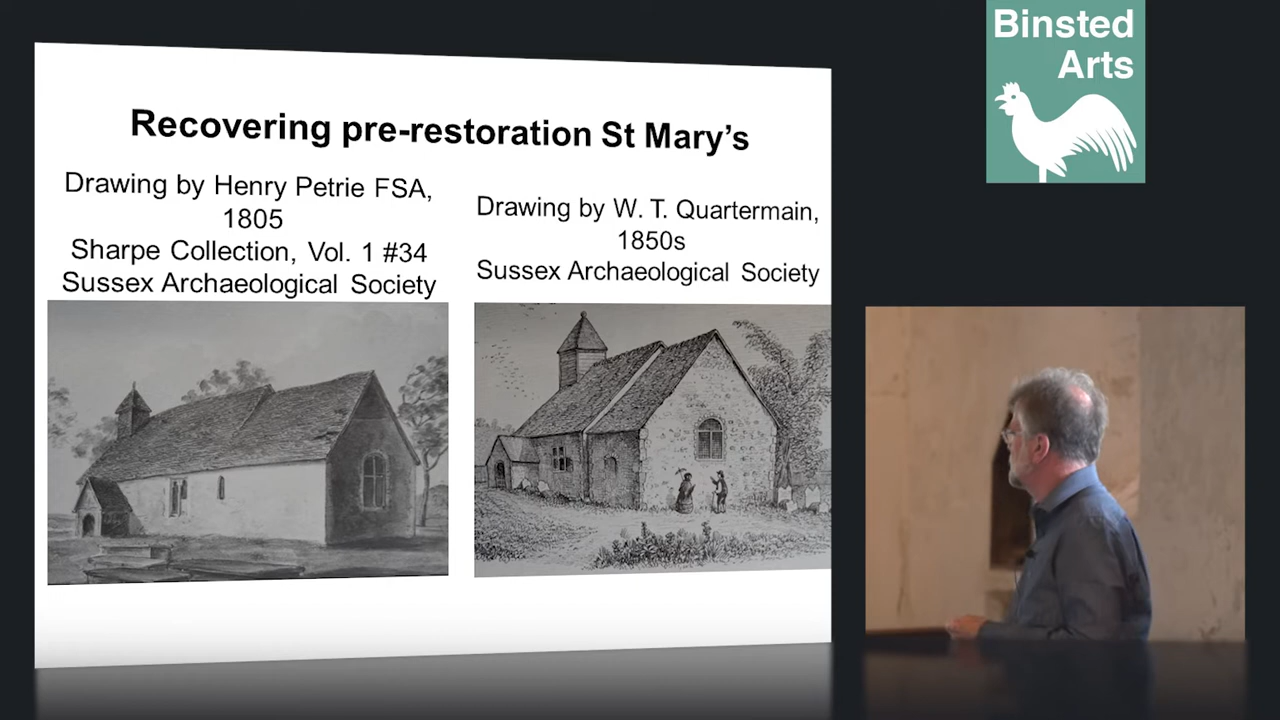 Recovering pre-restoration St Mary’s
Drawing by Henry Petrie FSA,
1805
Sharpe Collection, Vol. 1 #34
Sussex Archaeological Society
Drawing by W. T. Quartermain,
1850s
Sussex Archaeological Society
Binsted
Arts